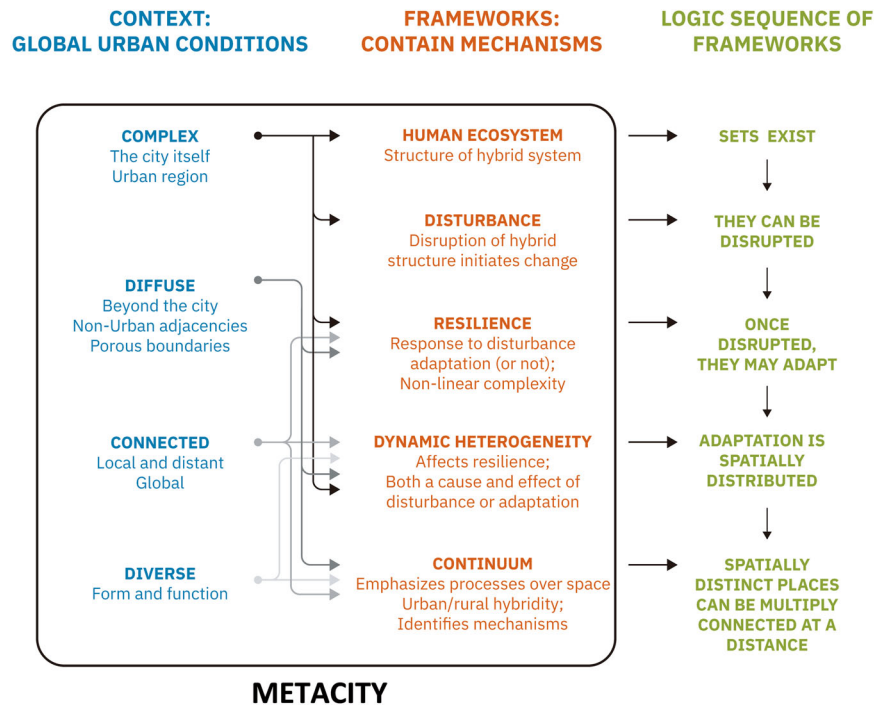 CONTEXT:
GLOBAL URBAN CONDITIONS
FRAMEWORKS:
CONTAIN MECHANISMS
LOGIC SEQUENCE OF
FRAMEWORKS
COMPLEX
The city itself
Urban region
DIFFUSE
Beyond the city
Non-Urban adjacencies
Porous boundaries
CONNECTED
Local and distant
Global
DIVERSE
Form and function
HUMAN ECOSYSTEM
Structure of hybrid system
DISTURBANCE
Disruption of hybrid
structure initiates change
RESILIENCE
Response to disturbance
adaptation (or not);
Non-linear complexity
DYNAMIC HETEROGENEITY
Affects resilience;
Both a cause and effect of
disturbance or adaptation
CONTINUUM
Emphasizes processes over space
Urban/rural hybridity;
Identifies mechanisms
SETS EXIST
THEY CAN BE
DISRUPTED
ONCE
DISRUPTED,
THEY MAY ADAPT
ADAPTATION IS
SPATIALLY
DISTRIBUTED
SPATIALLY
DISTINCT PLACES
CAN BE MULTIPLY
CONNECTED AT A
DISTANCE
METACITY